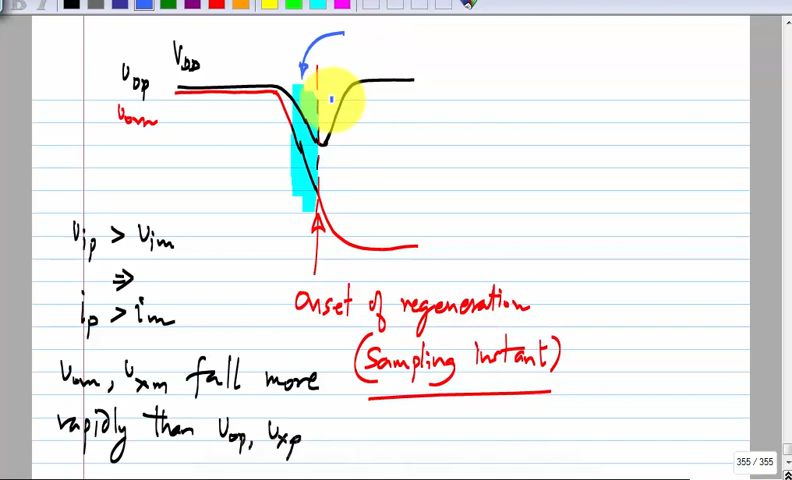 V_DD
v_op
v_om
v_ip > v_im
⇒
i_p > i_m
Onset of regeneration
(Sampling instant)
v_om, v_xm fall more
rapidly than v_op, v_xp
355 / 355